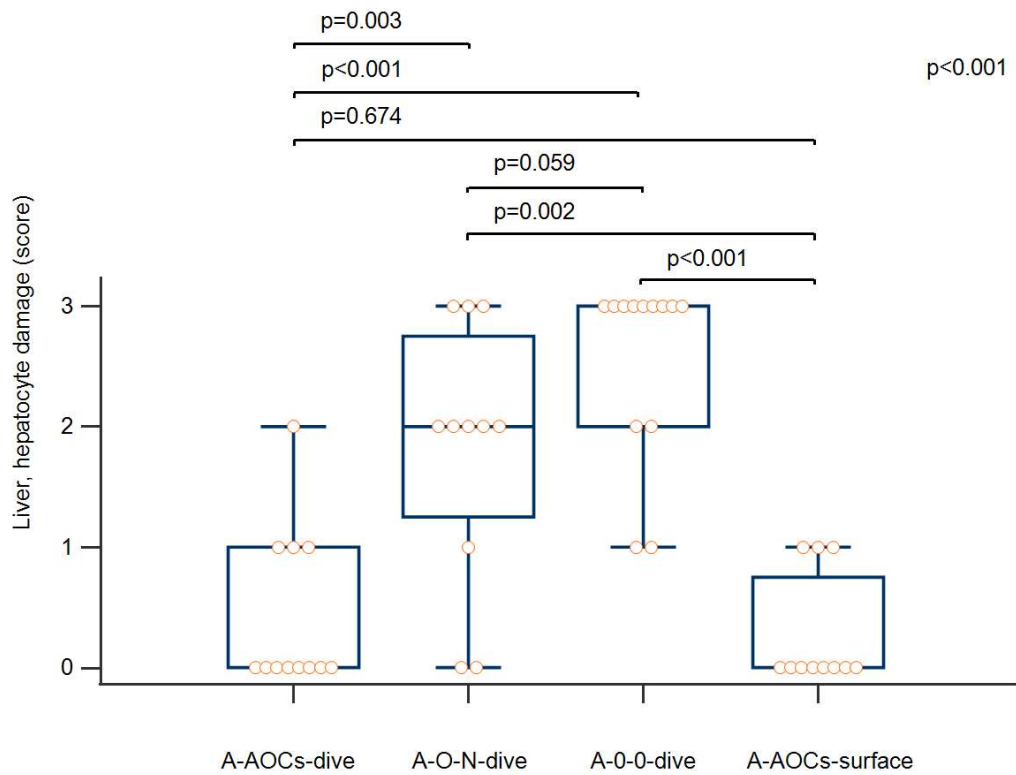 p=0.003
p<0.001
p<0.001
p=0.674
p=0.059
p=0.002
p<0.001
Liver, hepatocyte damage (score)
3
2
1
0
A-AOCs-dive
A-O-N-dive
A-0-0-dive
A-AOCs-surface